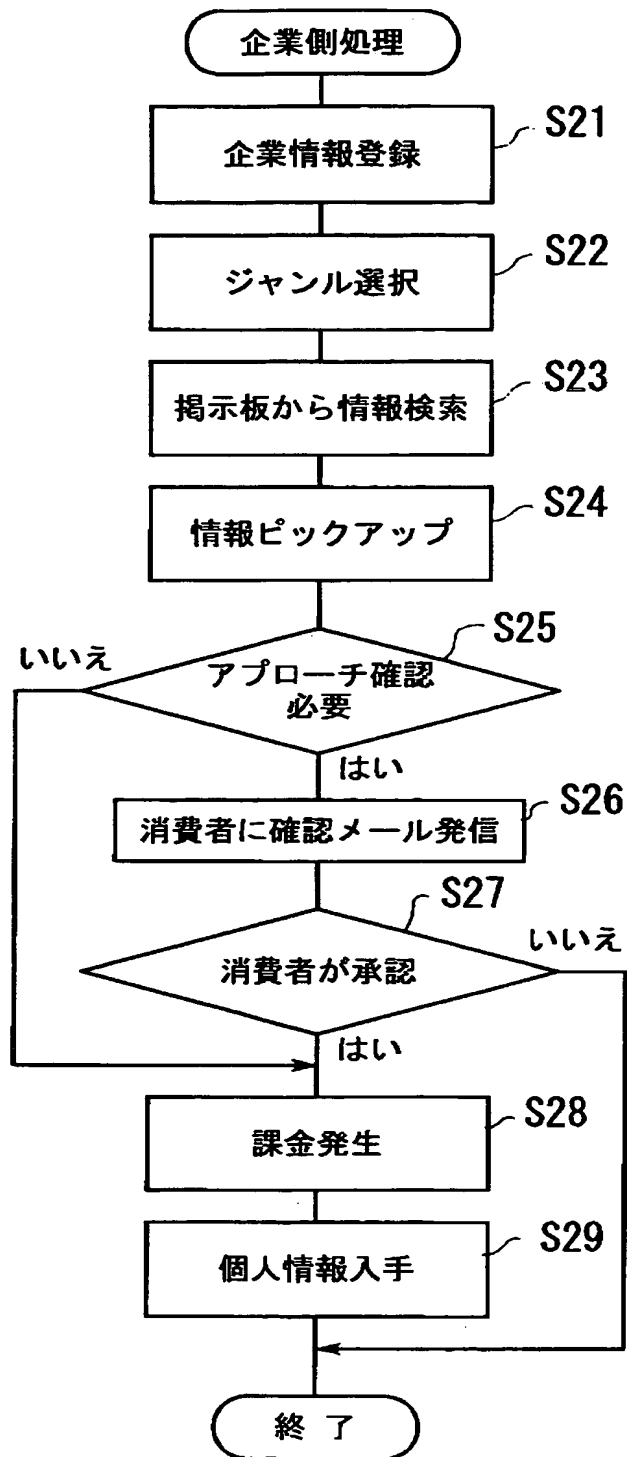 企業側処理
S21
企業情報登録
S22
ジャンル選択
S23
掲示板から情報検索
S24
情報ピックアップ
S25
いいえ
アプローチ確認
必要
はい
S26
消費者に確認メール発信
S27
いいえ
消費者が承認
はい
S28
課金発生
S29
個人情報入手
終了